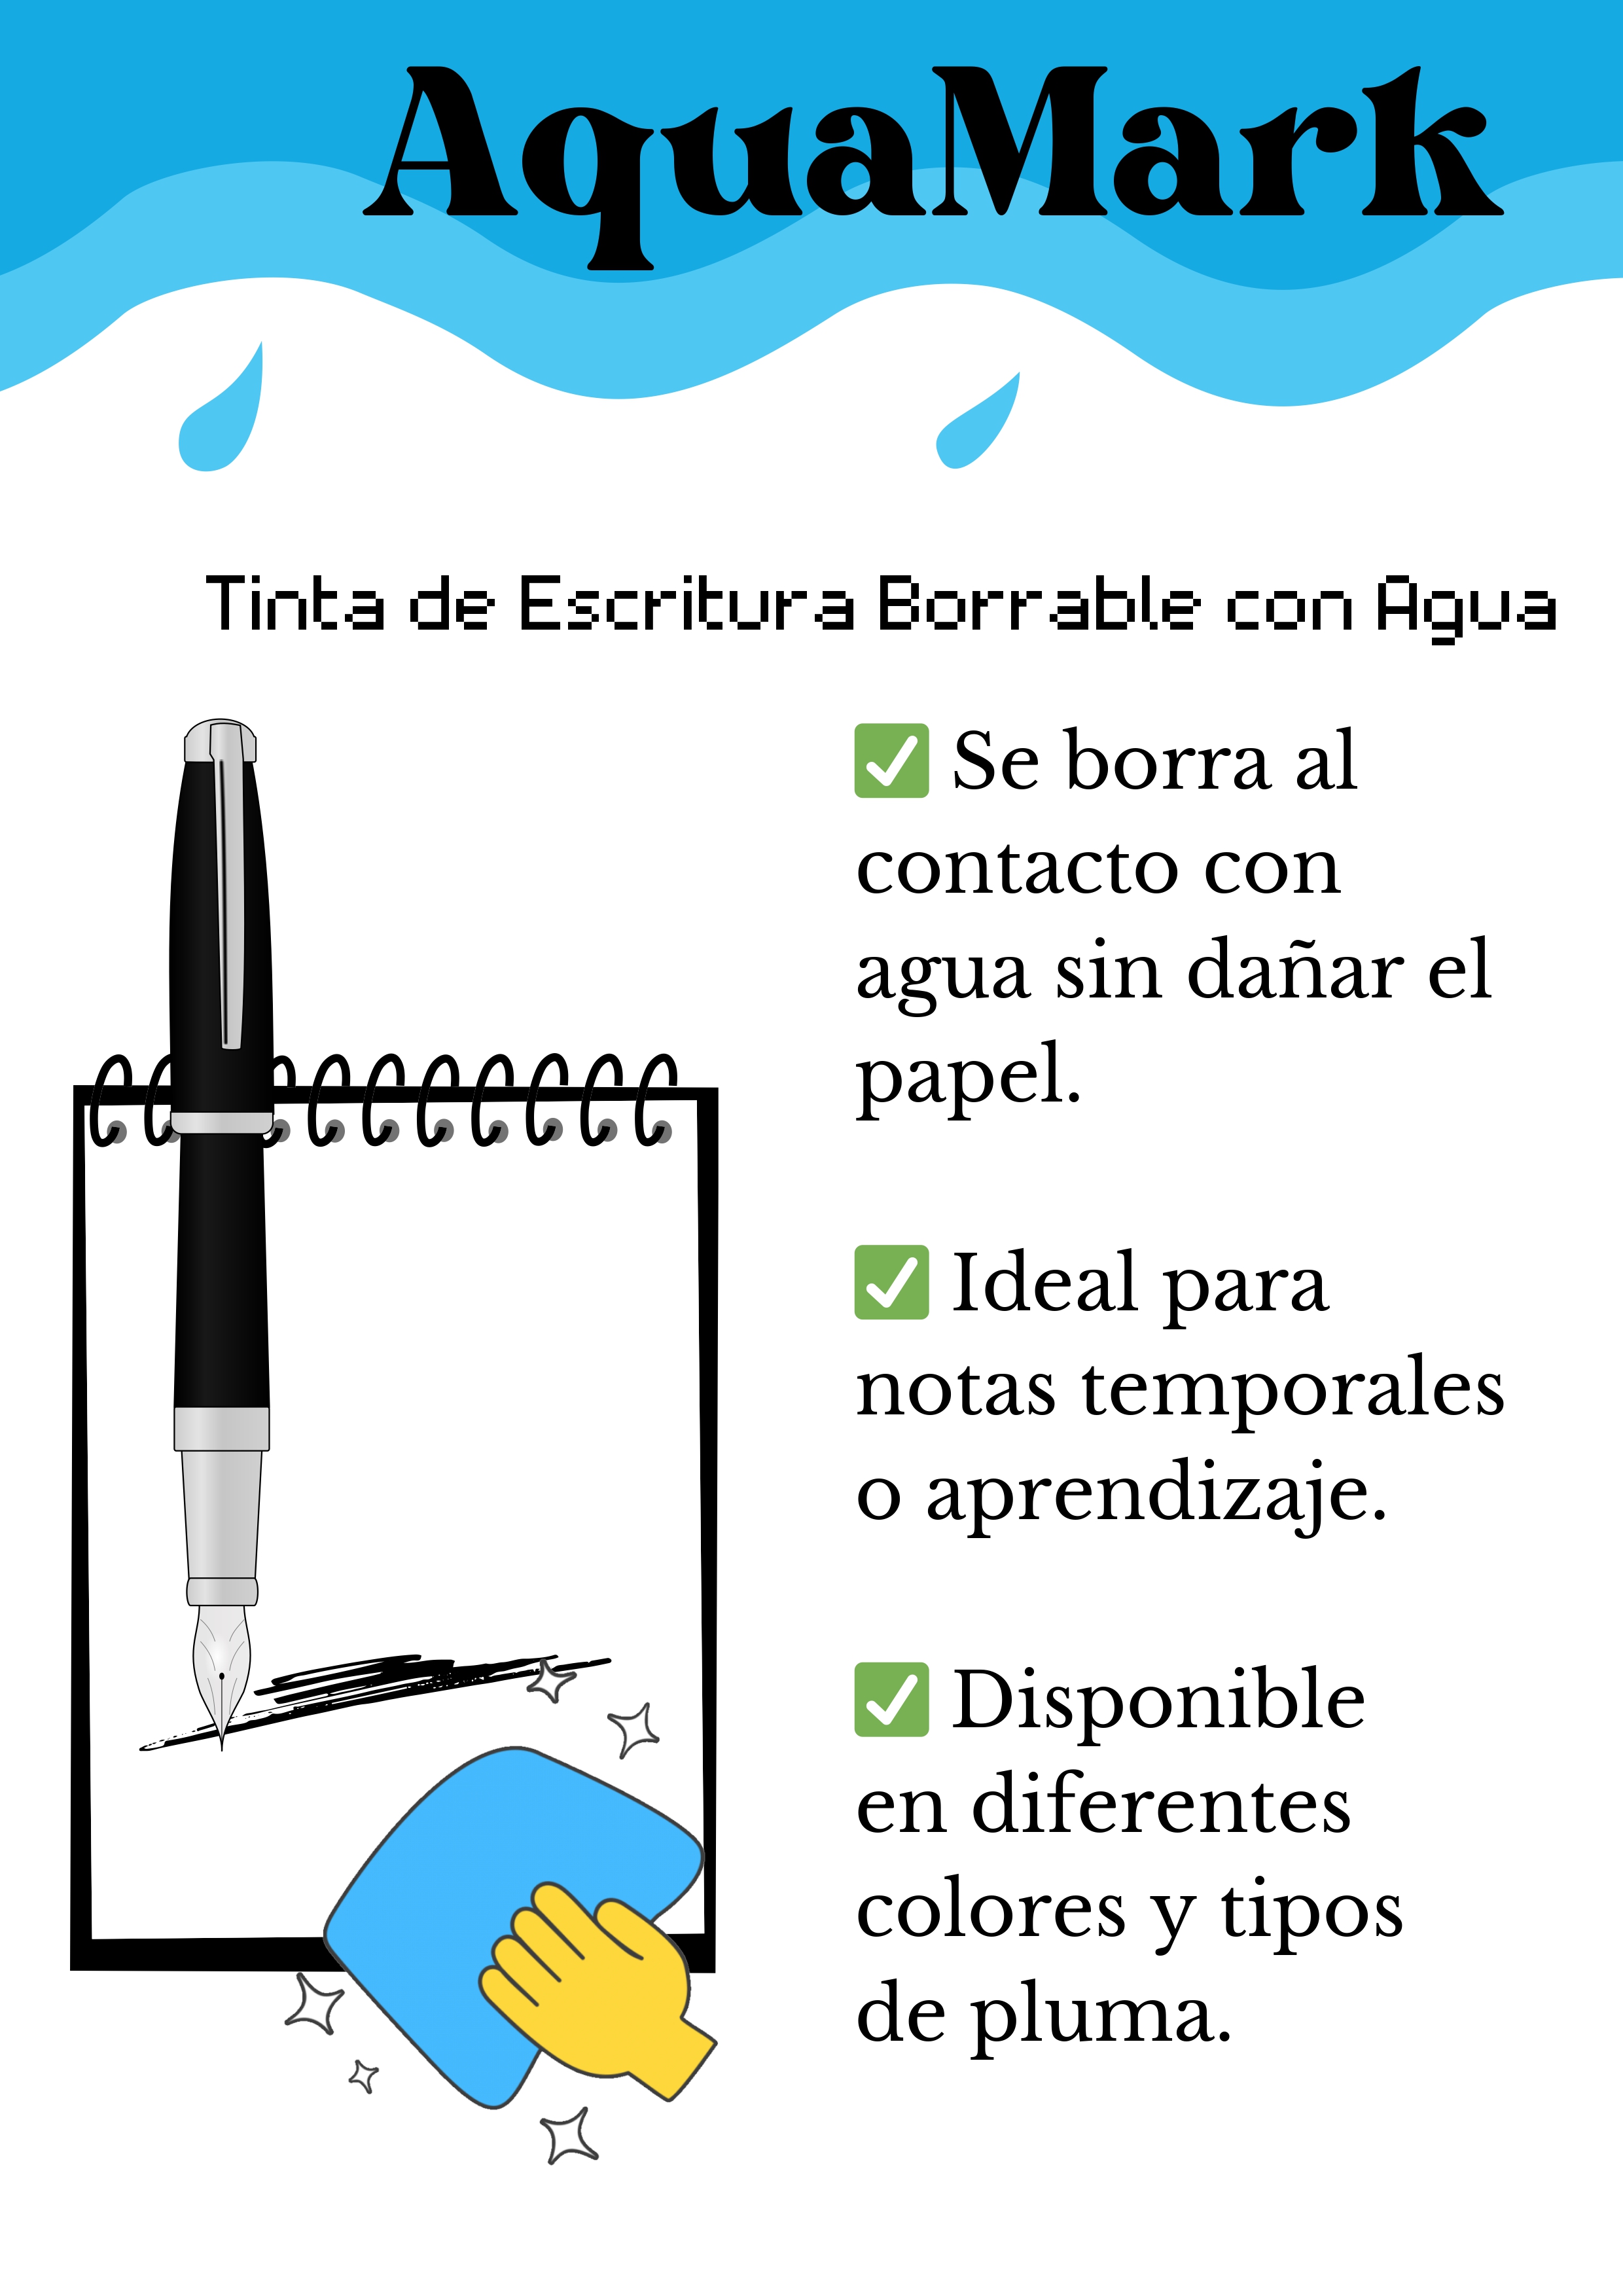 AquaMark
Tinta de Escritura Borrable con Agua
✅ Se borra al
contacto con
agua sin dañar el
papel.
✅ Ideal para
notas temporales
o aprendizaje.
✅ Disponible
en diferentes
colores y tipos
de pluma.